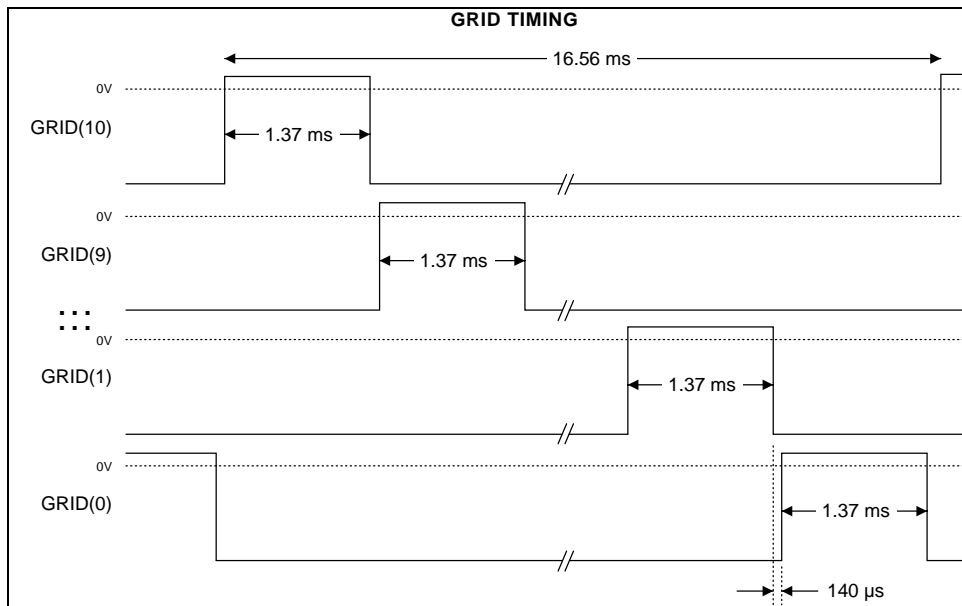 GRID TIMING
16.56 ms
0V
GRID(10)
1.37 ms
0V
GRID(9)
1.37 ms
0V
GRID(1)
1.37 ms
0V
GRID(0)
1.37 ms
140 µs